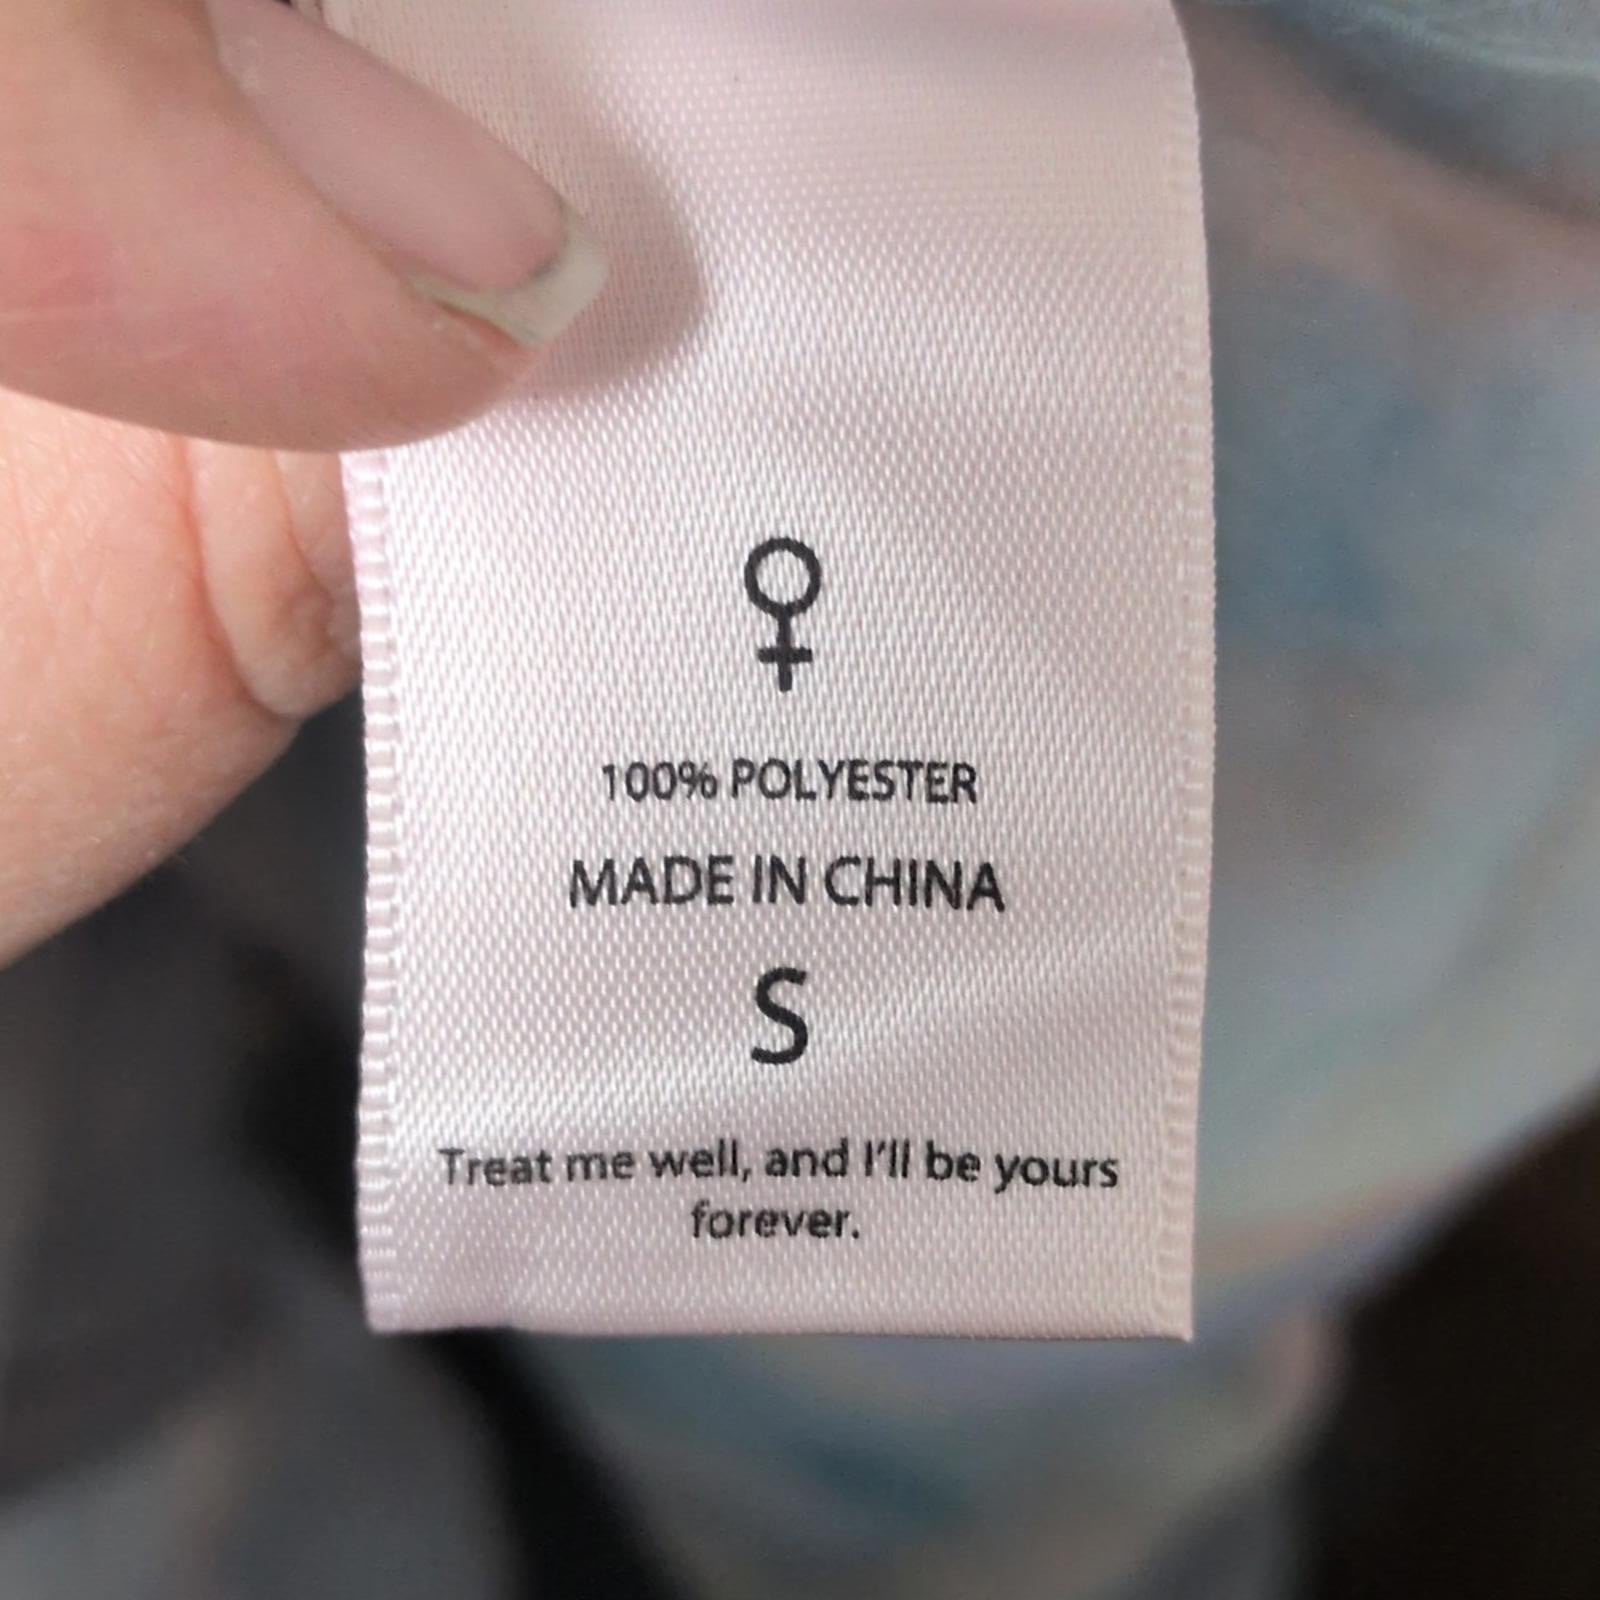 100% POLYESTER
MADE IN CHINA
S
Treat me well, and I'll be yours
forever.